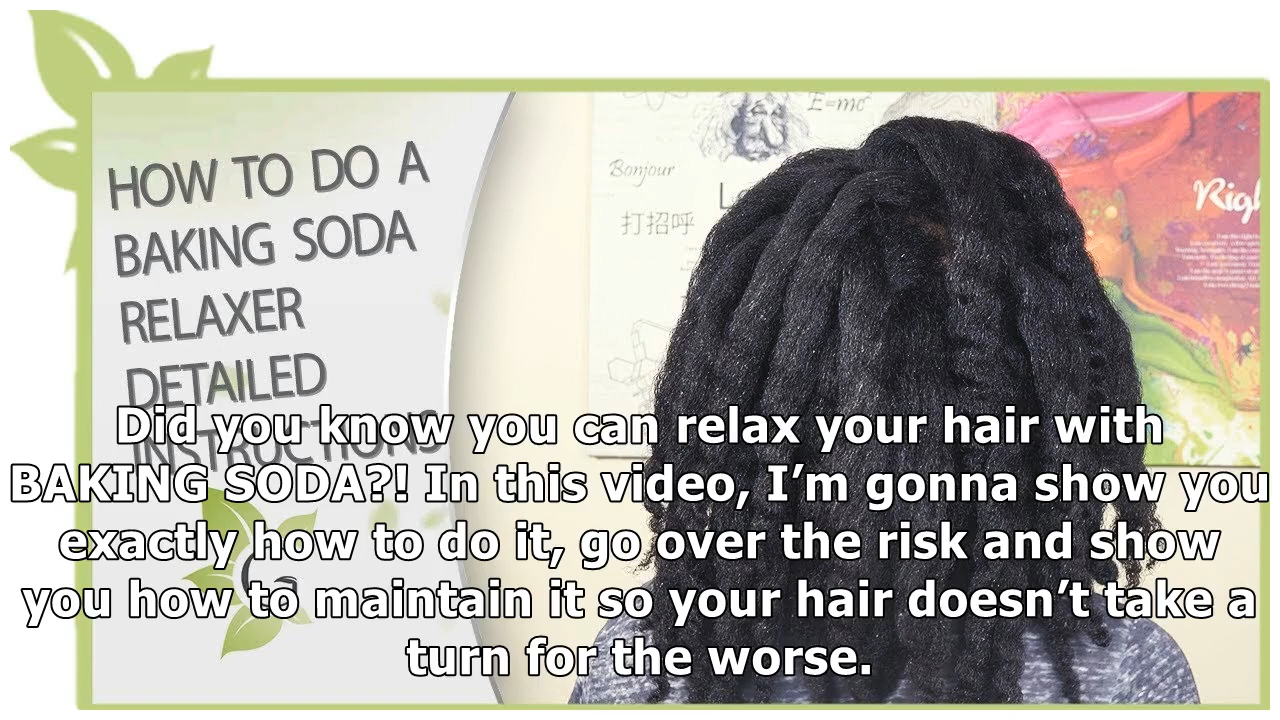 HOW TO DO A
BAKING SODA
RELAXER
DETAILED
INSTRUCTIONS
E=mc²
Bonjour
打招呼
Did you know you can relax your hair with
BAKING SODA?! In this video, I’m gonna show you
exactly how to do it, go over the risk and show
you how to maintain it so your hair doesn’t take a
turn for the worse.